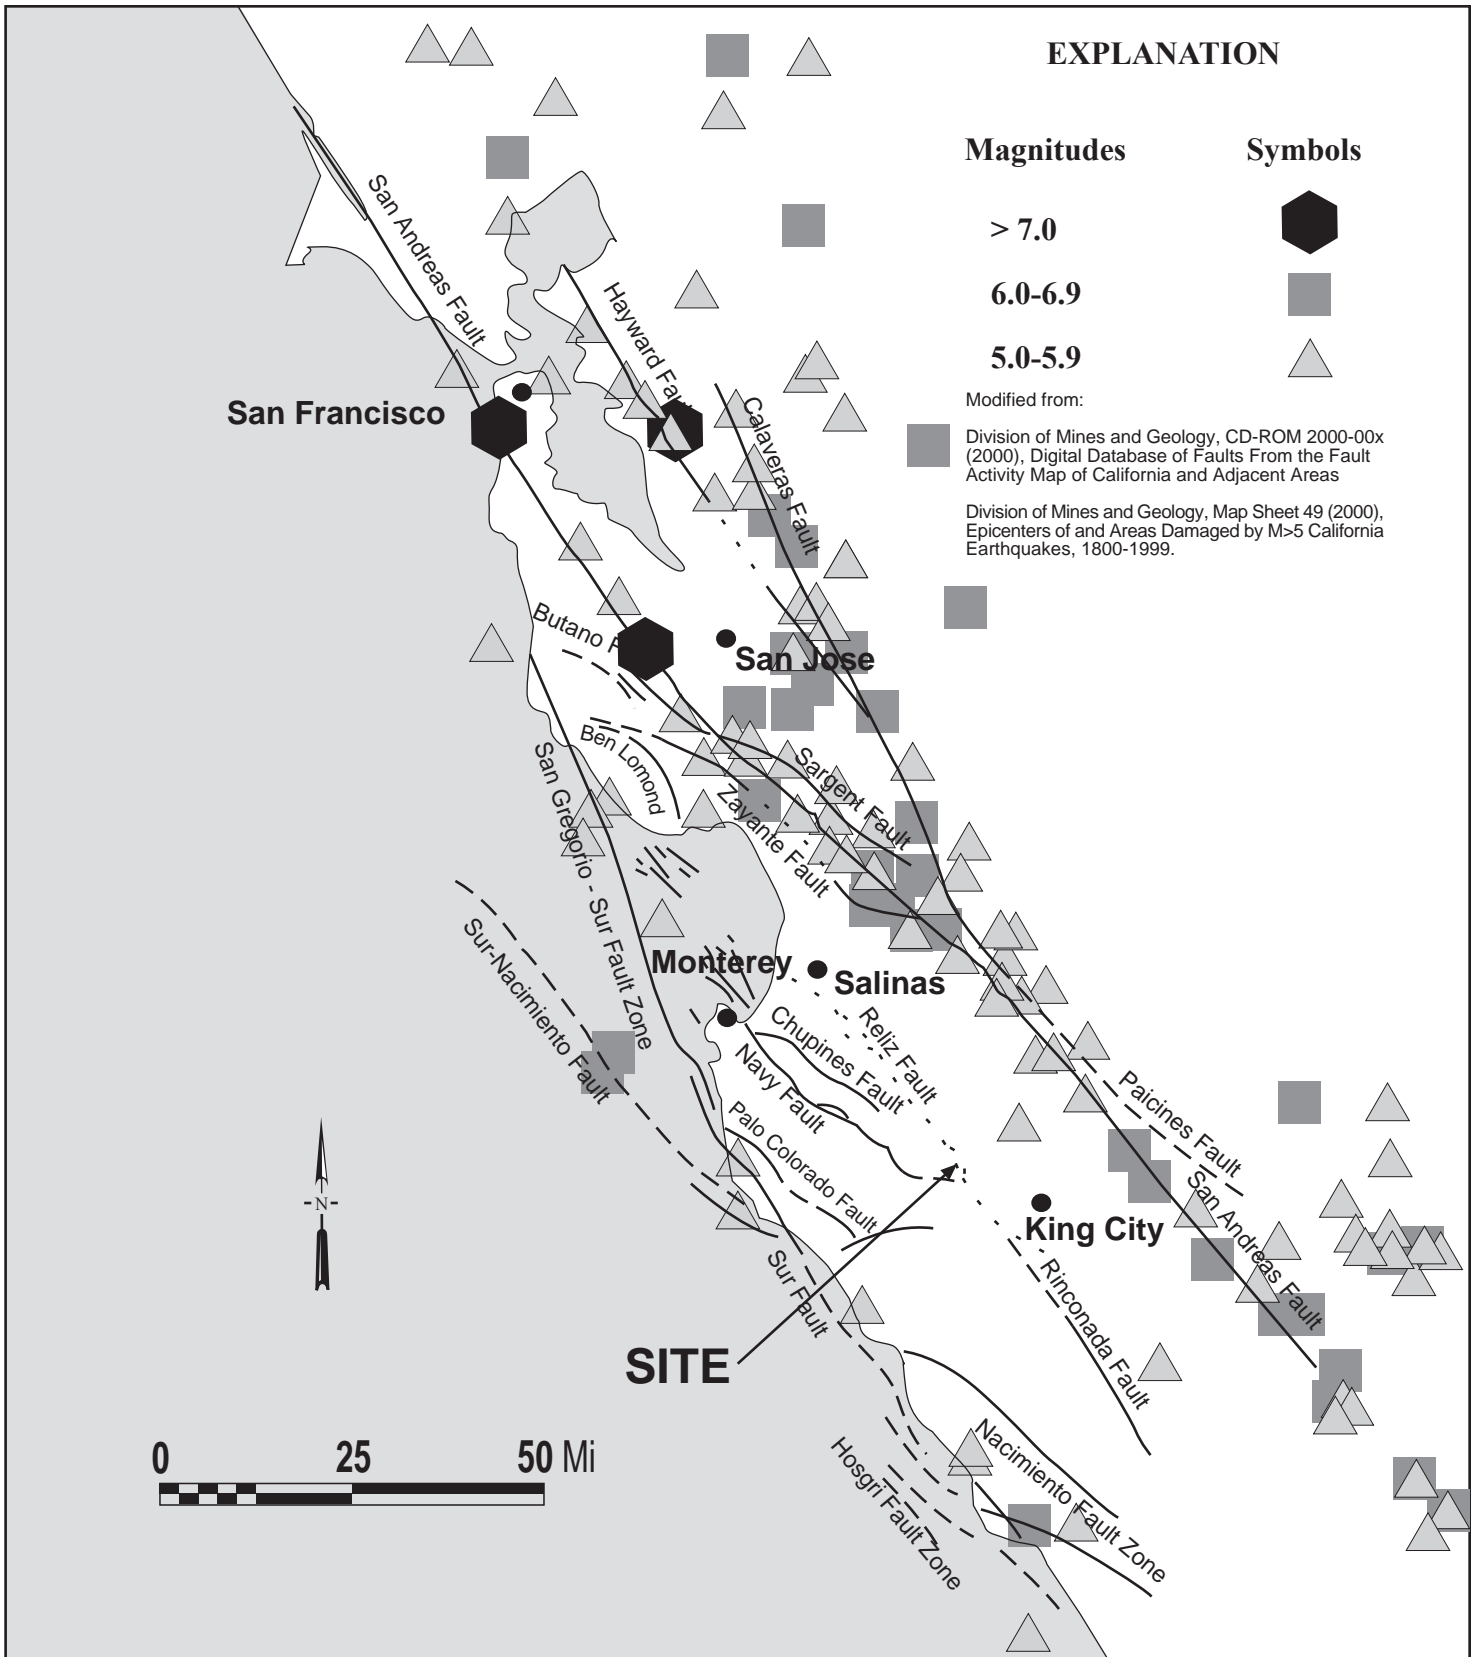 EXPLANATION
Magnitudes Symbols
> 7.0
6.0-6.9
5.0-5.9
Modified from:
Division of Mines and Geology, CD-ROM 2000-00x
(2000), Digital Database of Faults From the Fault
Activity Map of California and Adjacent Areas
Division of Mines and Geology, Map Sheet 49 (2000),
Epicenters of and Areas Damaged by M>5 California
Earthquakes, 1800-1999.
San Andreas Fault
Hayward Fault
San Francisco
Calaveras Fault
Butano F
San Jose
Ben Lomond
San Gregorio - Sur Fault Zone
Sargent Fault
Zayante Fault
Sur-Nacimiento Fault
Monterey
Salinas
Reliz Fault
Chupines Fault
Navy Fault
Palo Colorado Fault
Paicines Fault
San Andreas Fault
N
King City
Sur Fault
Rinconada Fault
SITE
Nacimiento Fault Zone
Hosgri Fault Zone
0 25 50 Mi